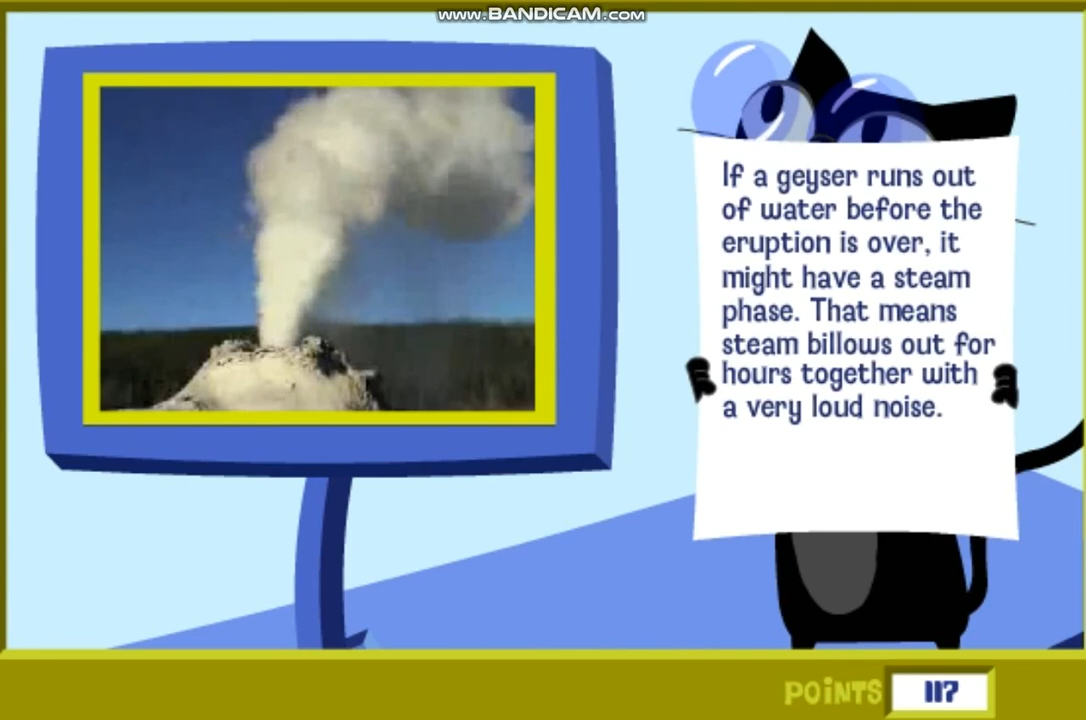 www.BANDICAM.com
If a geyser runs out
of water before the
eruption is over, it
might have a steam
phase. That means
steam billows out for
hours together with
a very loud noise.
POiNTS 117